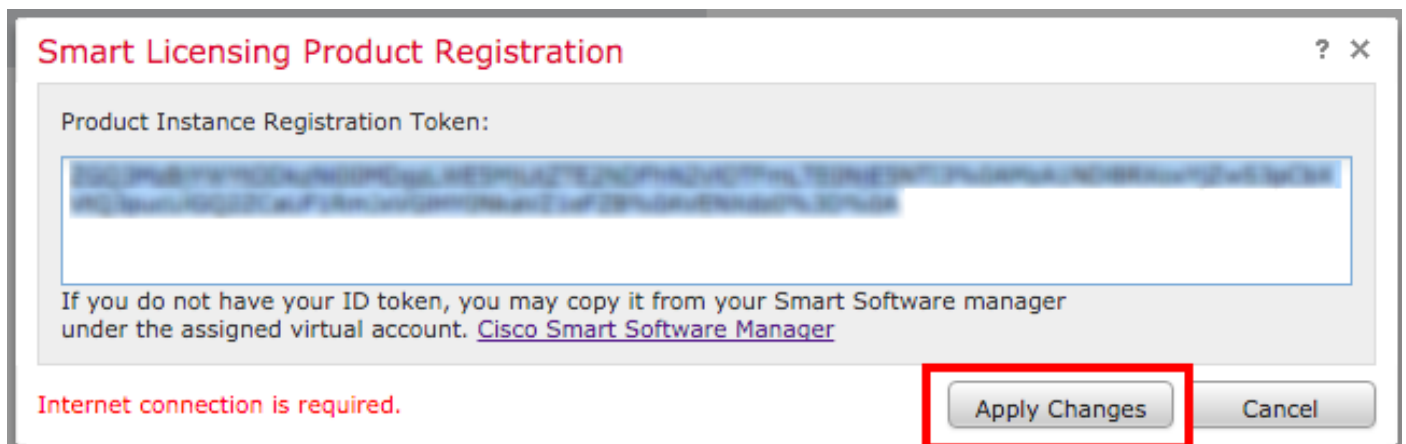 Smart Licensing Product Registration
? ×
Product Instance Registration Token:
If you do not have your ID token, you may copy it from your Smart Software manager
under the assigned virtual account. Cisco Smart Software Manager
Internet connection is required.
Apply Changes
Cancel